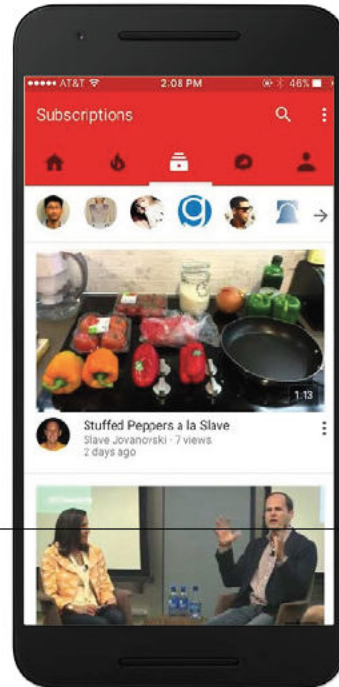 AT&T 2:08 PM 46%
Subscriptions
g
1:13
Stuffed Peppers a la Slave
Slave Jovanovski · 7 views
2 days ago